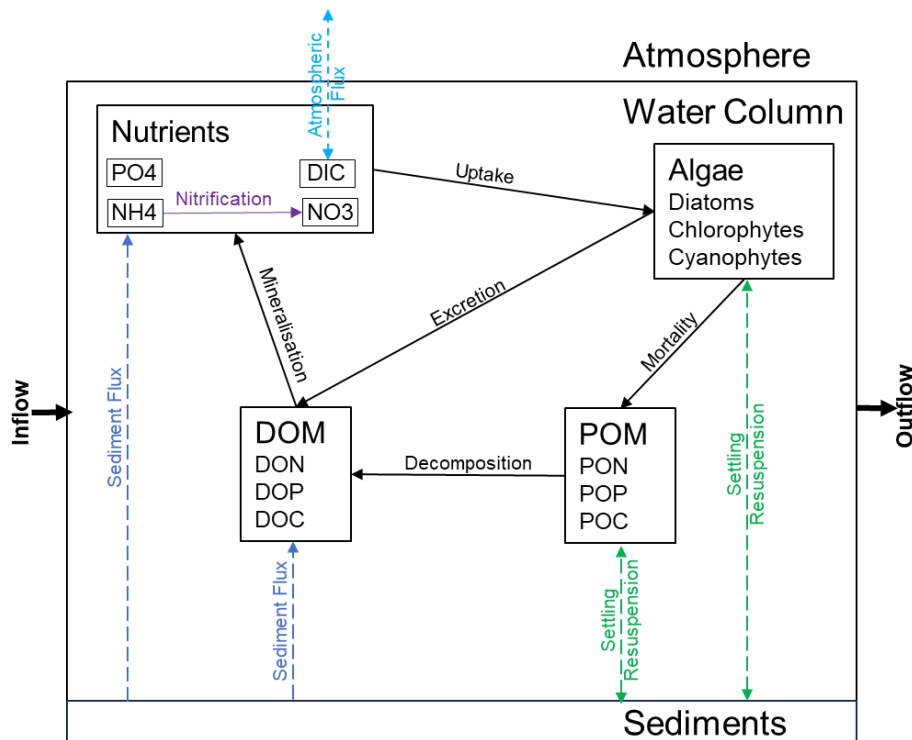 Atmosphere
Atmospheric
Flux
Water Column
Nutrients
PO4
DIC
NH4
Nitrification
NO3
Uptake
Algae
Diatoms
Chlorophytes
Cyanophytes
Mineralisation
Excretion
Mortality
Inflow
Outflow
Sediment Flux
DOM
DON
DOP
DOC
Decomposition
POM
PON
POP
POC
Settling
Resuspension
Sediment Flux
Settling
Resuspension
Sediments